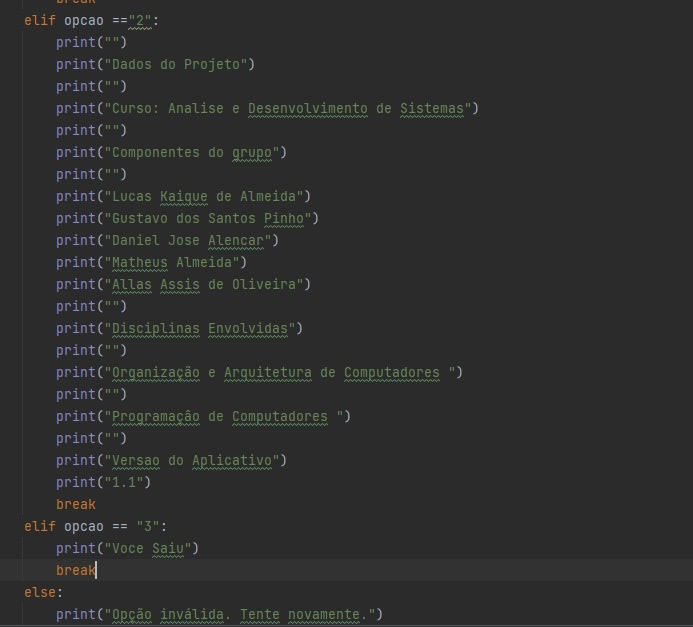 break
elif opcao =="2":
print("")
print("Dados do Projeto")
print("")
print("Curso: Analise e Desenvolvimento de Sistemas")
print("")
print("Componentes do grupo")
print("")
print("Lucas Kaique de Almeida")
print("Gustavo dos Santos Pinho")
print("Daniel Jose Alencar")
print("Matheus Almeida")
print("Allas Assis de Oliveira")
print("")
print("Disciplinas Envolvidas")
print("")
print("Organização e Arquitetura de Computadores ")
print("")
print("Programaçâo de Computadores ")
print("")
print("Versao do Aplicativo")
print("1.1")
break
elif opcao == "3":
print("Voce Saiu")
break
else:
print("Opção inválida. Tente novamente.")